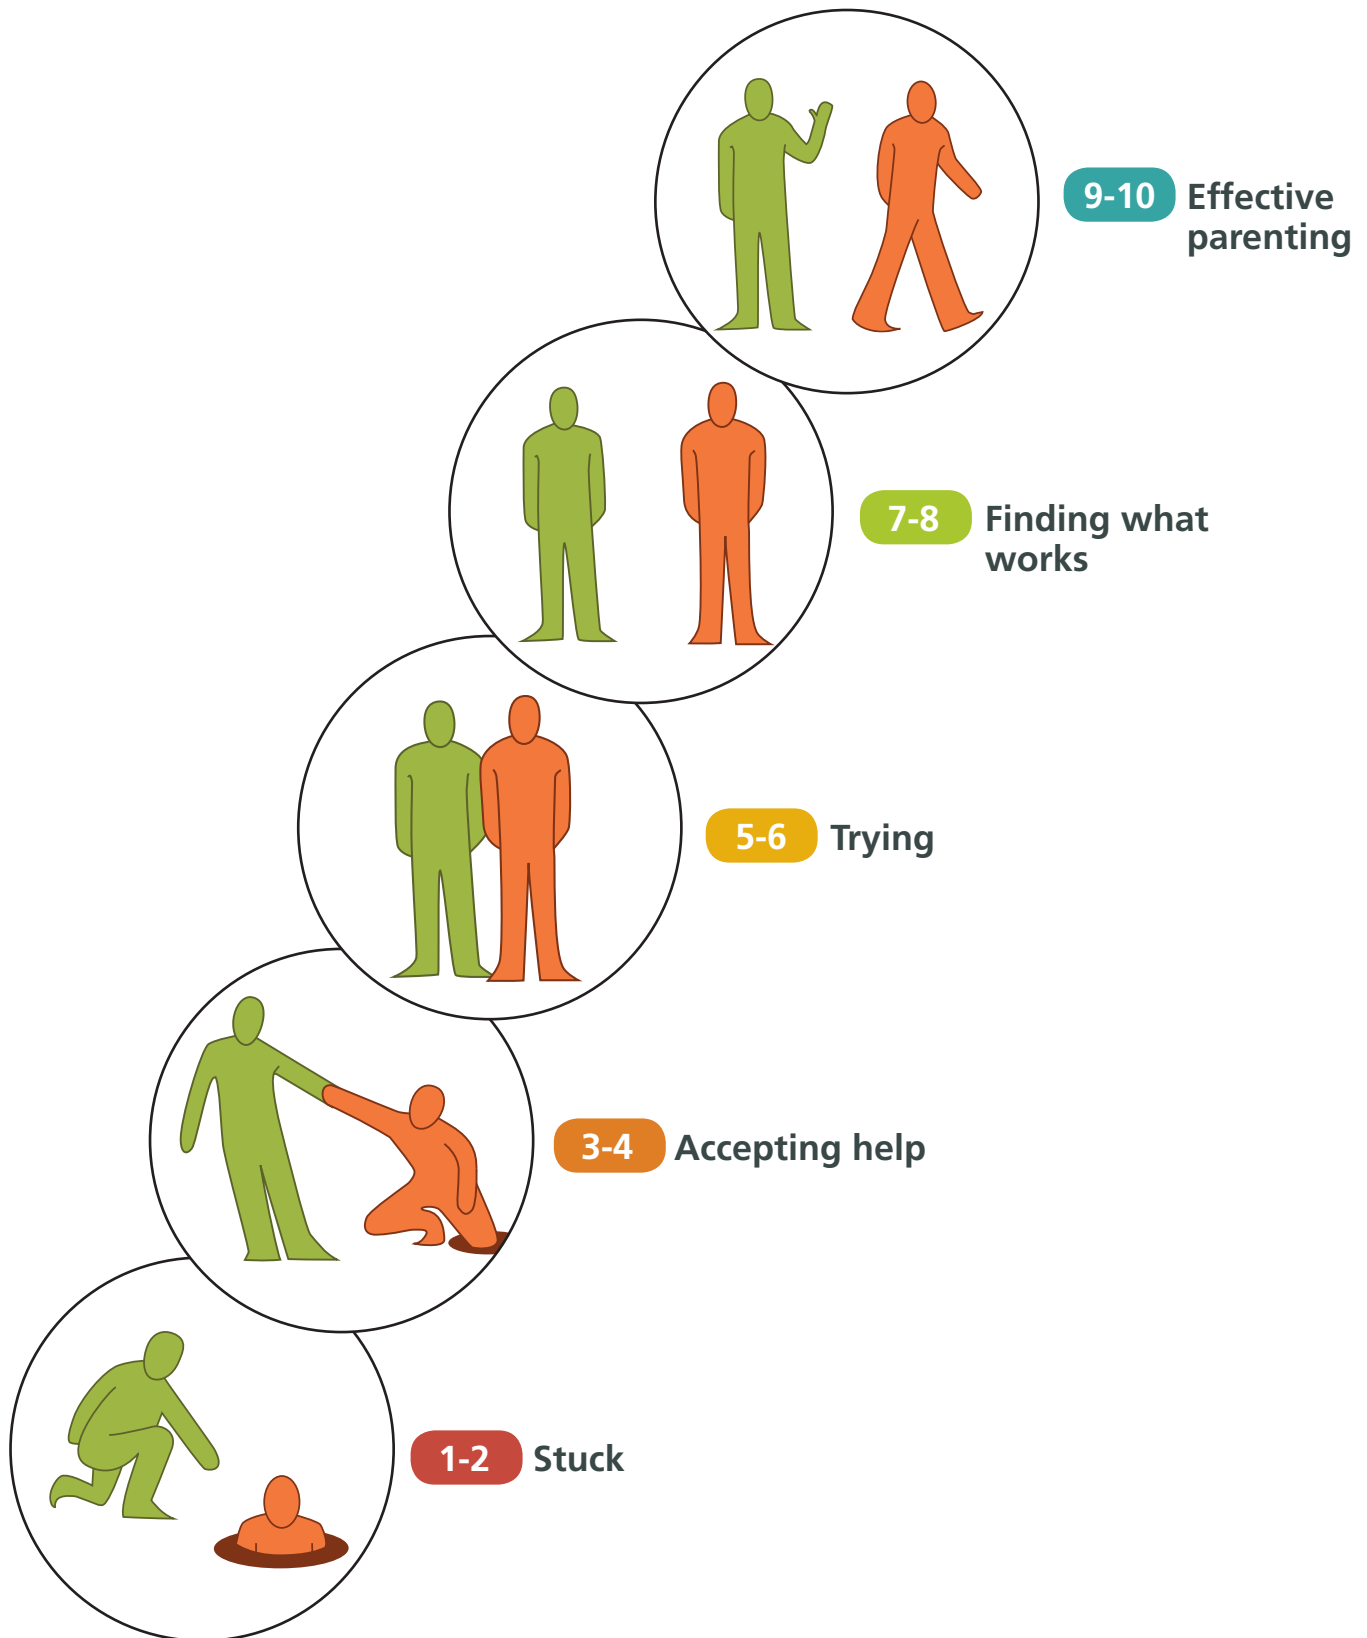 9-10 Effective
parenting
7-8 Finding what
works
5-6 Trying
3-4 Accepting help
1-2 Stuck